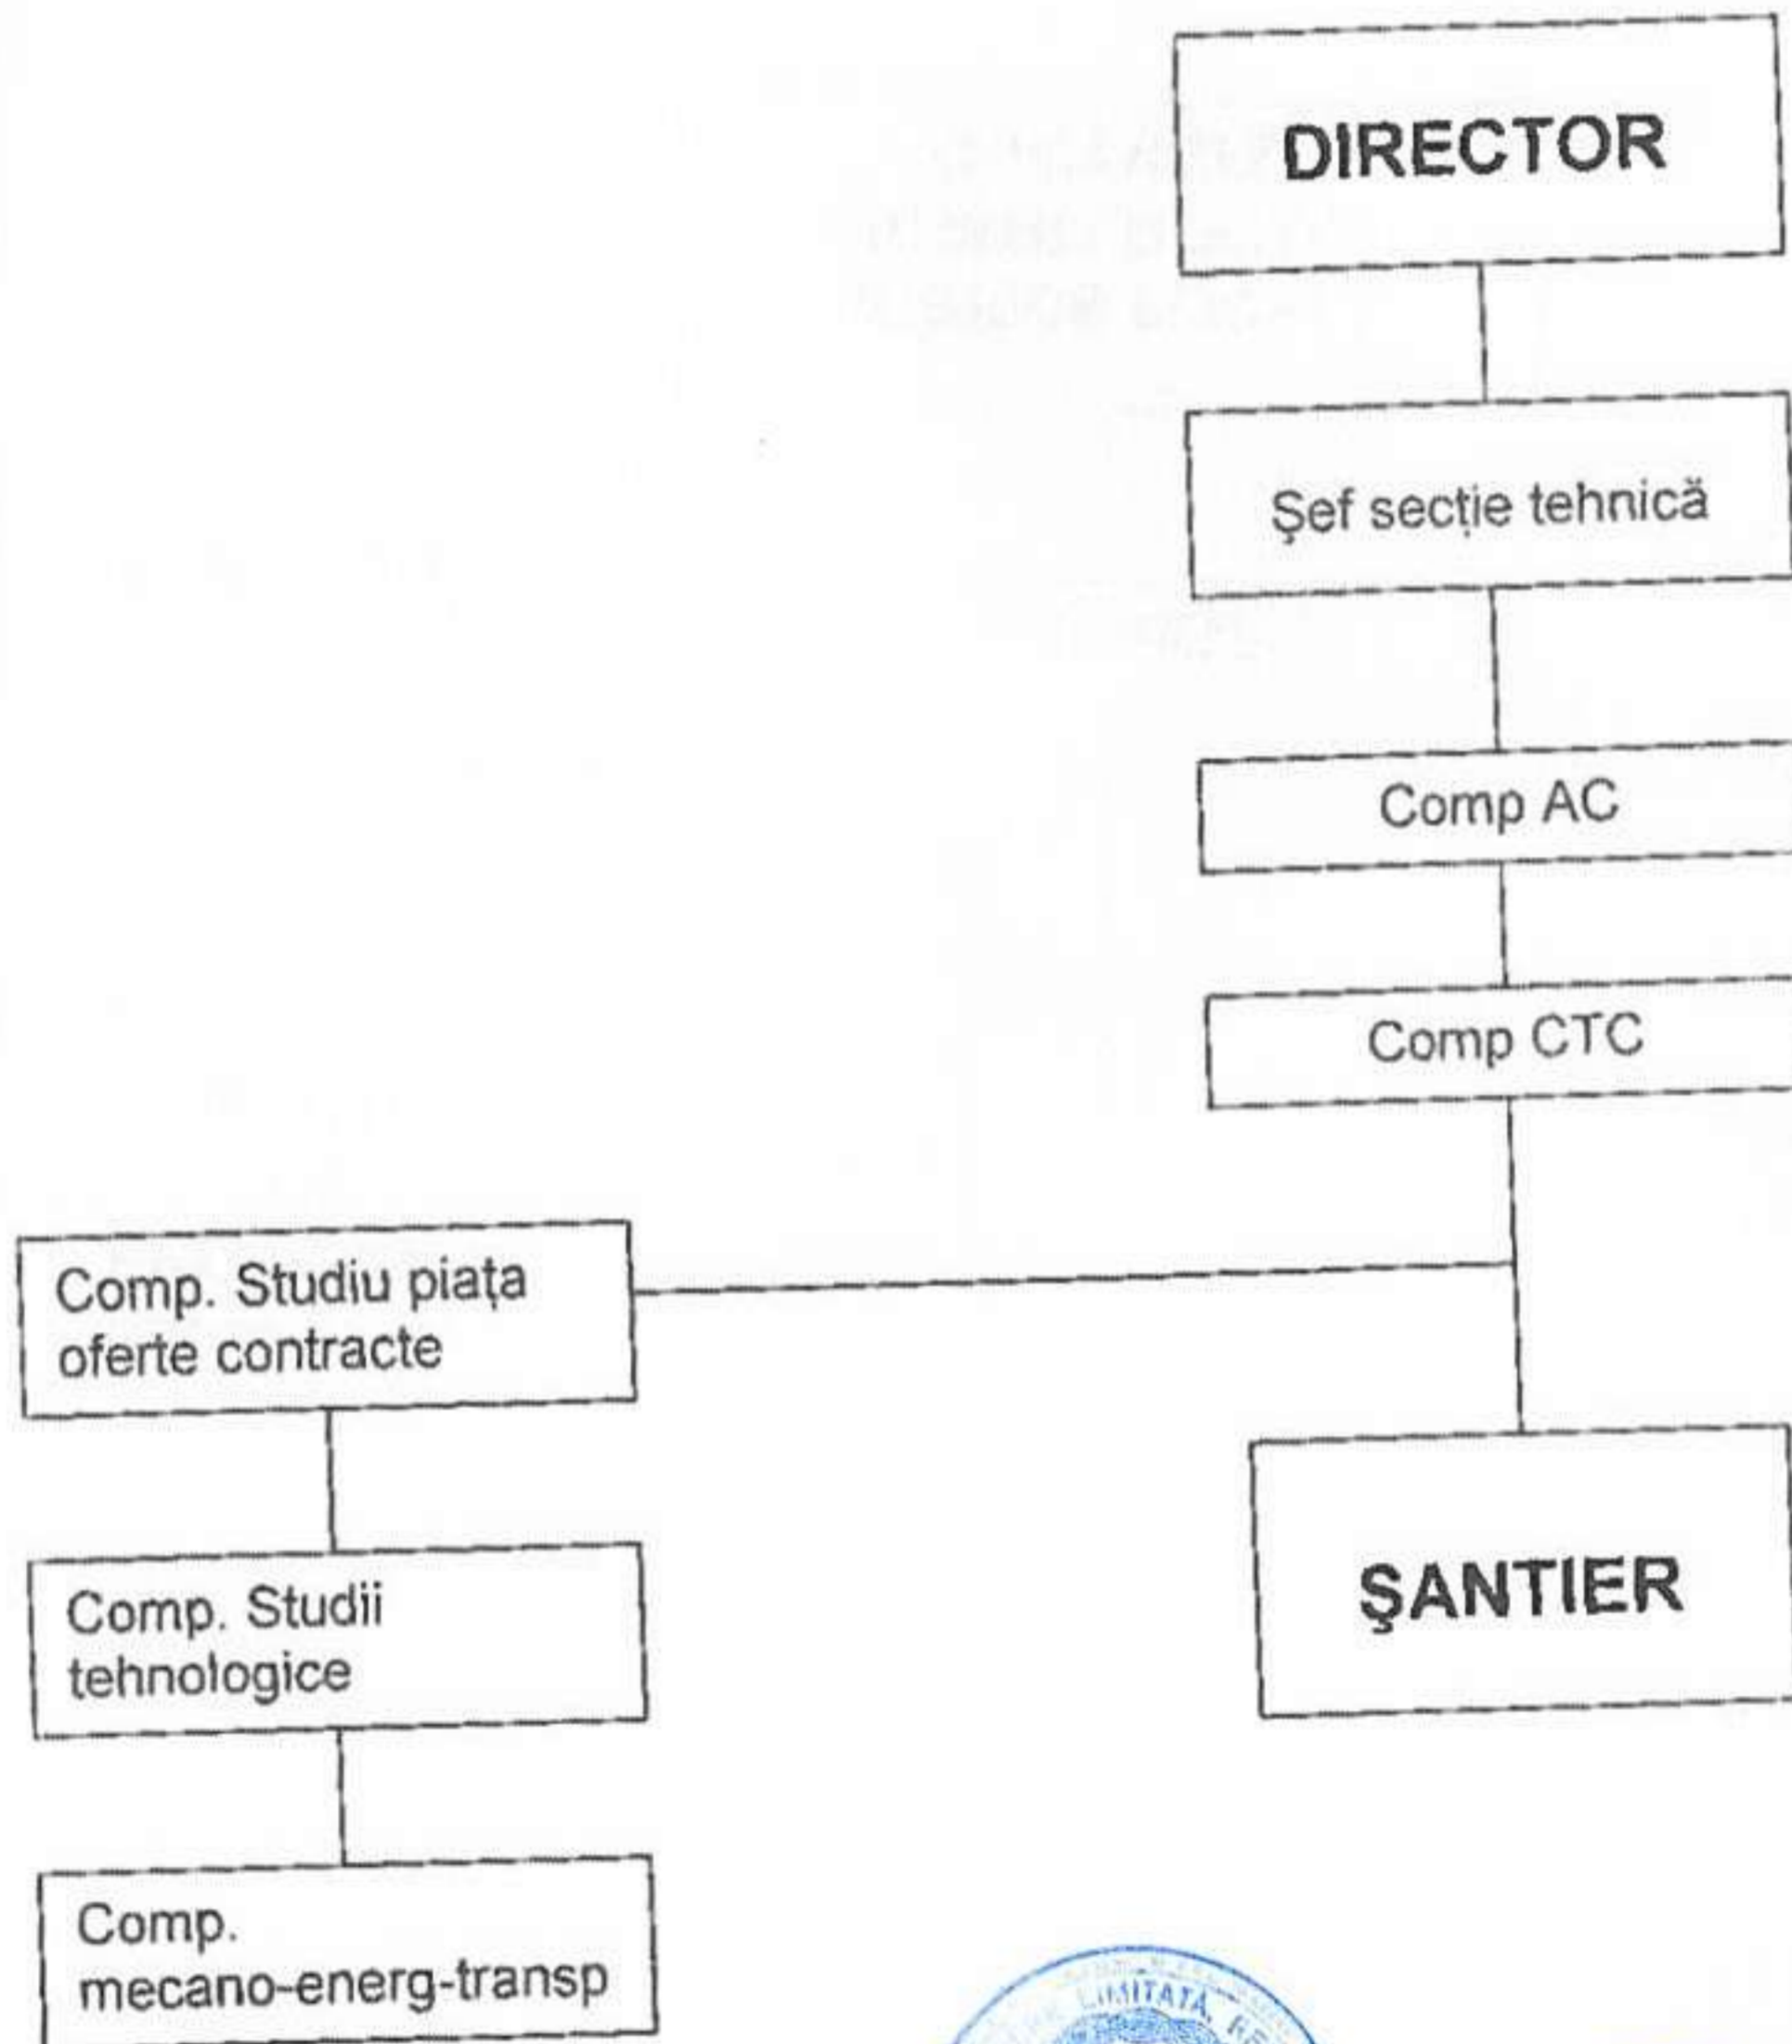 DIRECTOR
Şef secție tehnică
Comp AC
Comp CTC
Comp. Studiu piața
oferte contracte
ŞANTIER
Comp. Studii
tehnologice
Comp.
mecano-energ-transp
LIMITATĂ,